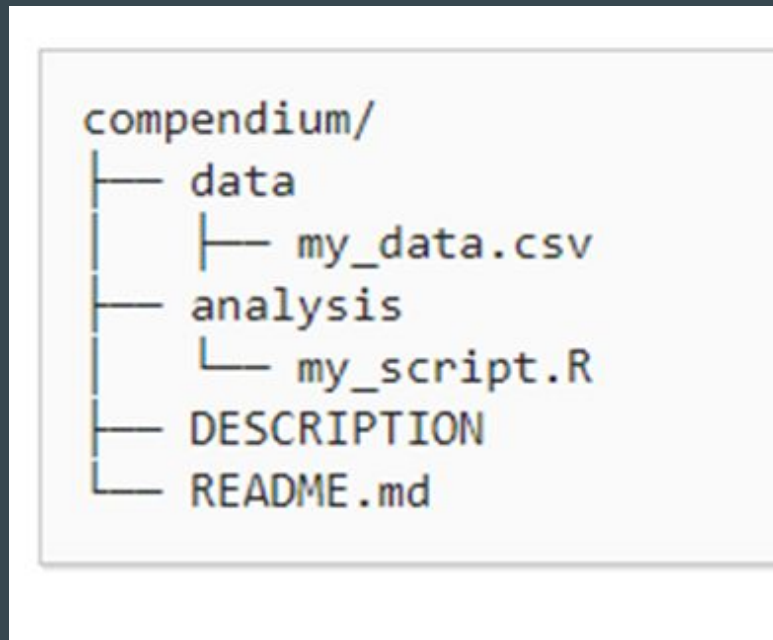 compendium/
├── data
│   ├── my_data.csv
├── analysis
│   └── my_script.R
├── DESCRIPTION
└── README.md